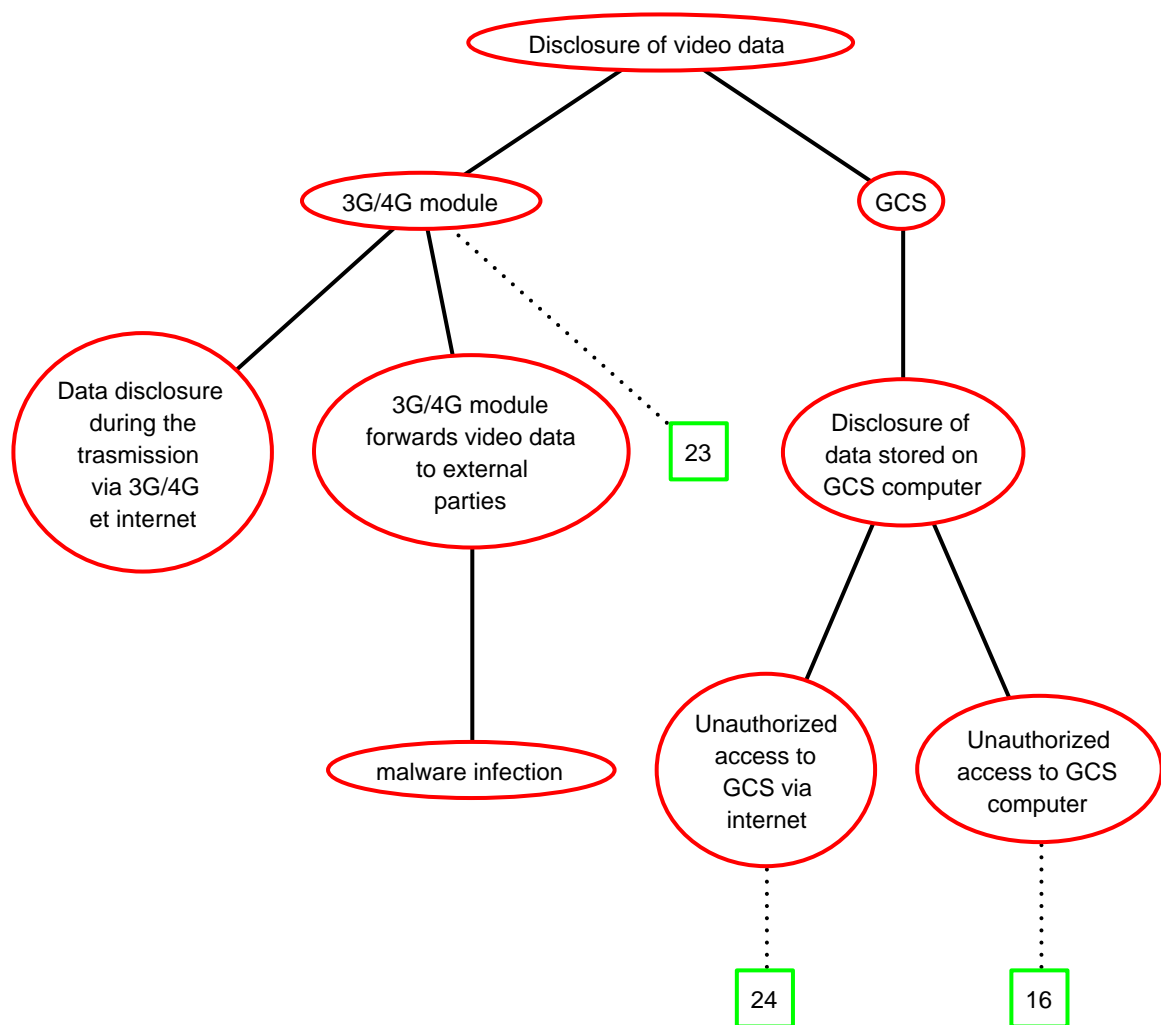 Disclosure of video data
3G/4G module
GCS
Data disclosure
during the
trasmission
via 3G/4G
et internet
3G/4G module
forwards video data
to external
parties
23
Disclosure of
data stored on
GCS computer
malware infection
Unauthorized
access to
GCS via
internet
Unauthorized
access to GCS
computer
24
16